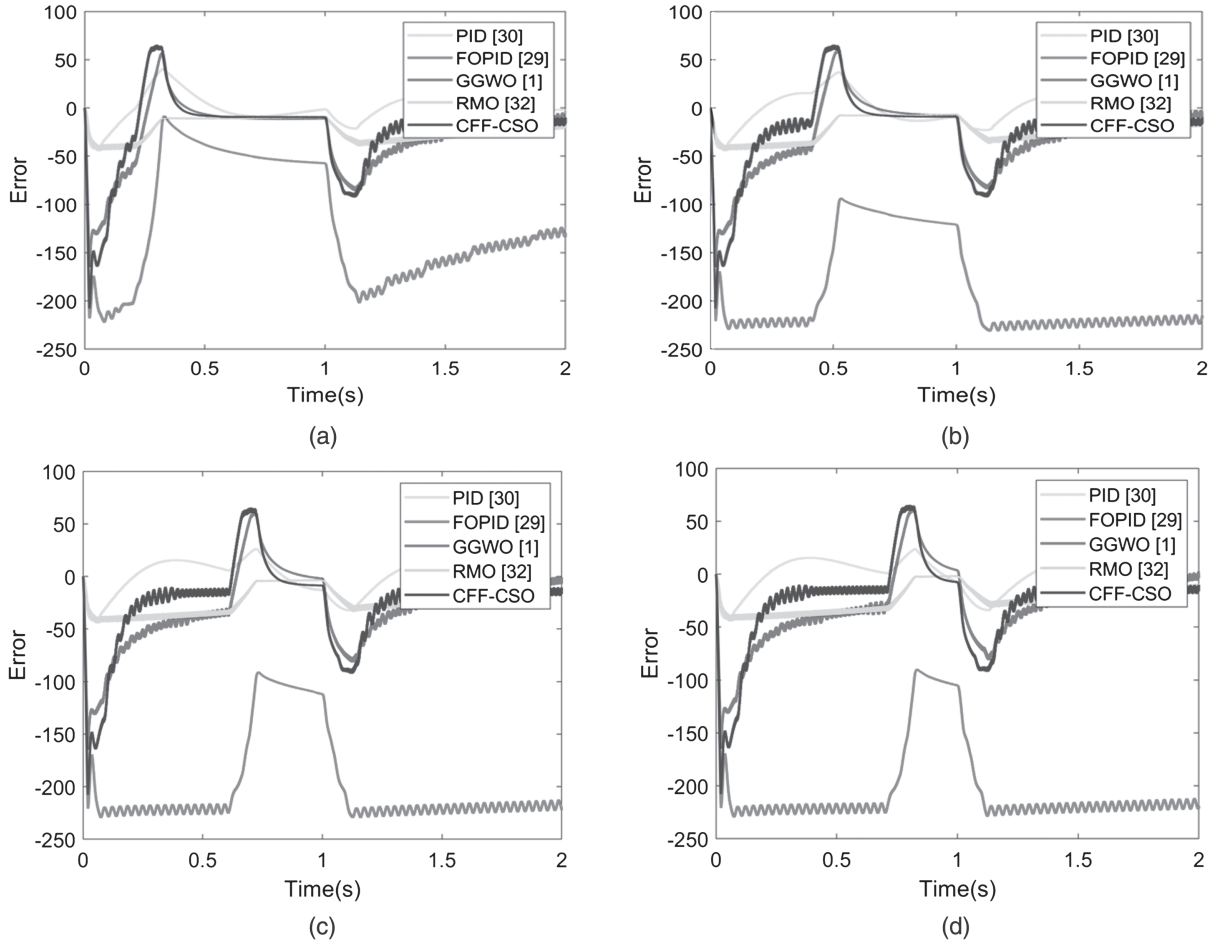 100
50
0
-50
-100
-150
-200
-250
Error
0
0.5
1
1.5
2
Time(s)
PID [30]
FOPID [29]
GGWO [1]
RMO [32]
CFF-CSO
(a)
100
50
0
-50
-100
-150
-200
-250
Error
0
0.5
1
1.5
2
Time(s)
PID [30]
FOPID [29]
GGWO [1]
RMO [32]
CFF-CSO
(b)
100
50
0
-50
-100
-150
-200
-250
Error
0
0.5
1
1.5
2
Time(s)
PID [30]
FOPID [29]
GGWO [1]
RMO [32]
CFF-CSO
(c)
100
50
0
-50
-100
-150
-200
-250
Error
0
0.5
1
1.5
2
Time(s)
PID [30]
FOPID [29]
GGWO [1]
RMO [32]
CFF-CSO
(d)